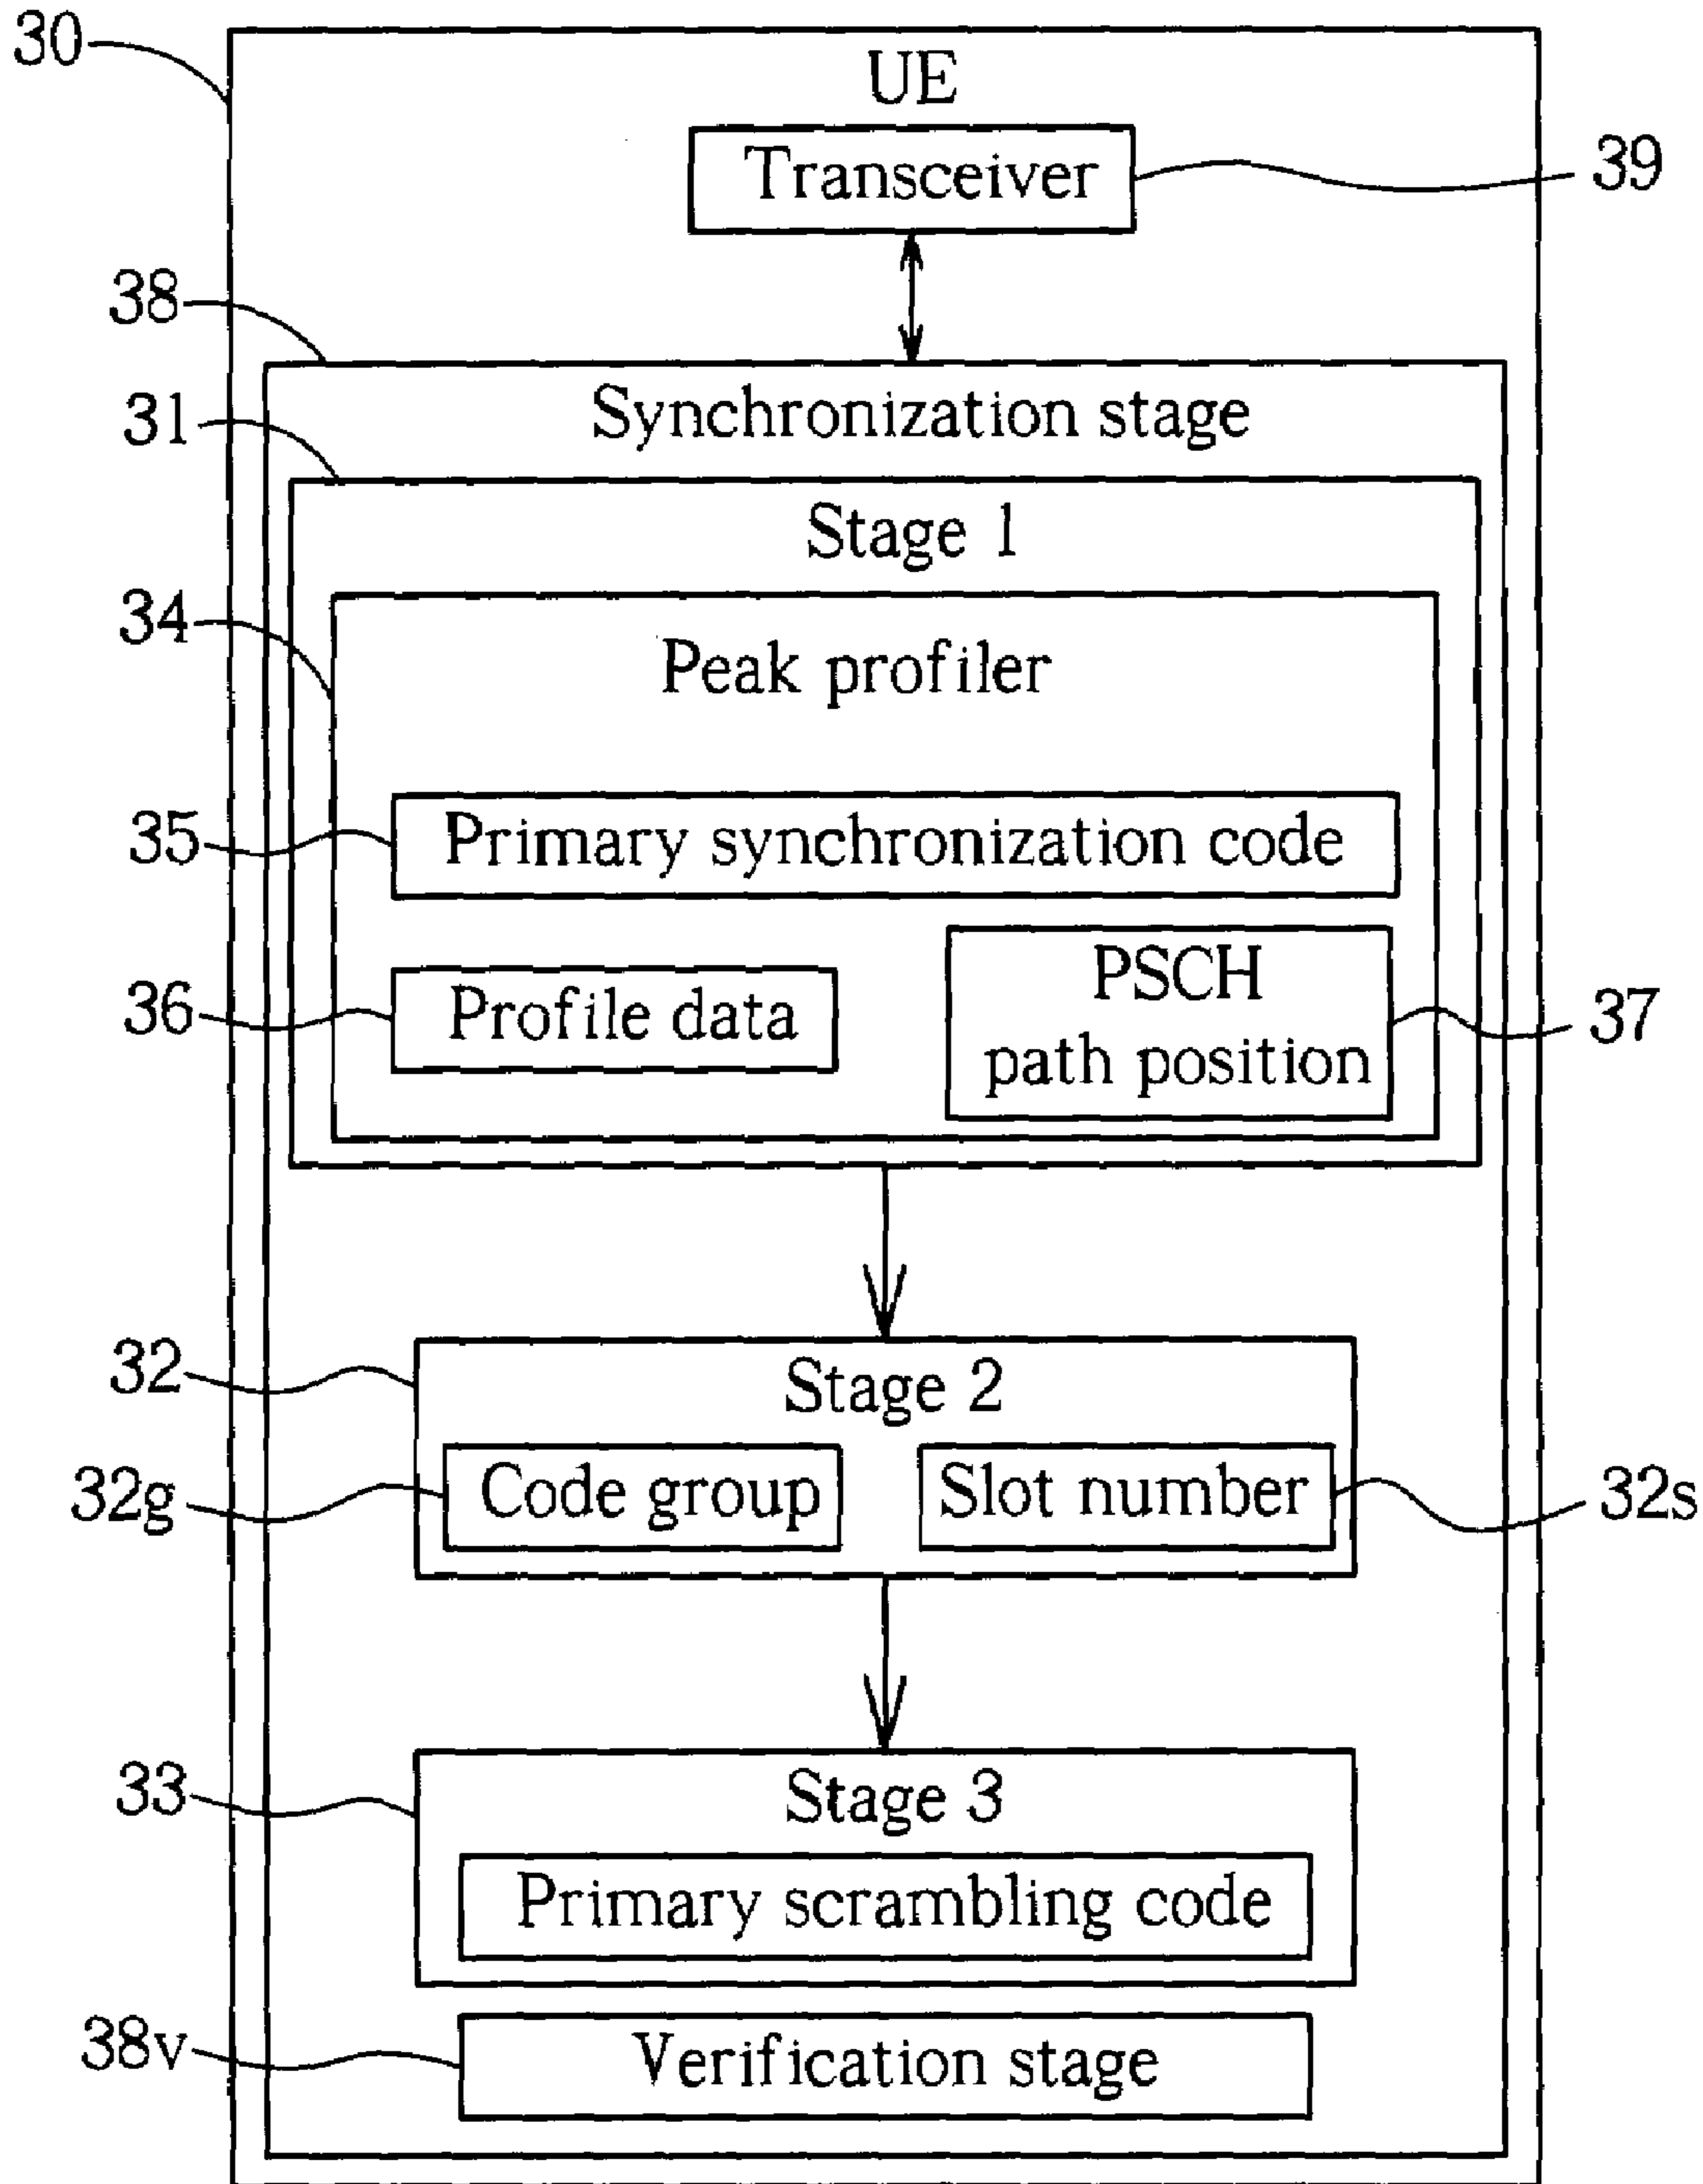 30
UE
Transceiver
39
38
Synchronization stage
31
Stage 1
34
Peak profiler
35
Primary synchronization code
36
Profile data
PSCH
path position
37
32
Stage 2
32g
Code group
Slot number
32s
33
Stage 3
Primary scrambling code
38v
Verification stage